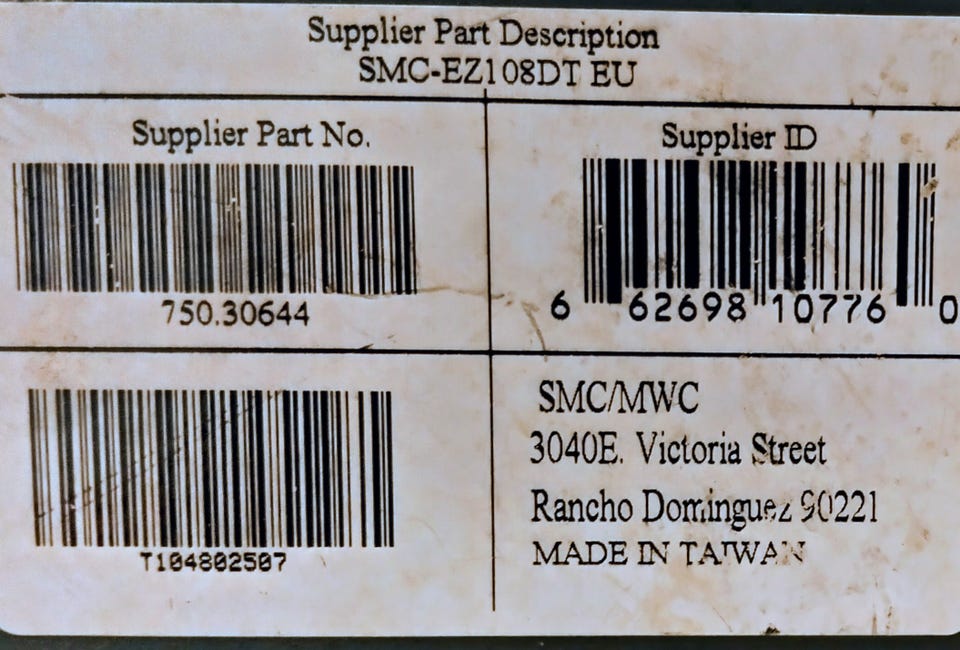 Supplier Part Description
SMC-EZ108DT EU
Supplier Part No.
750.30644
Supplier ID
6 62698 10776 0
T104802507
SMC/MWC
3040E. Victoria Street
Rancho Dominguez 90221
MADE IN TAIWAN